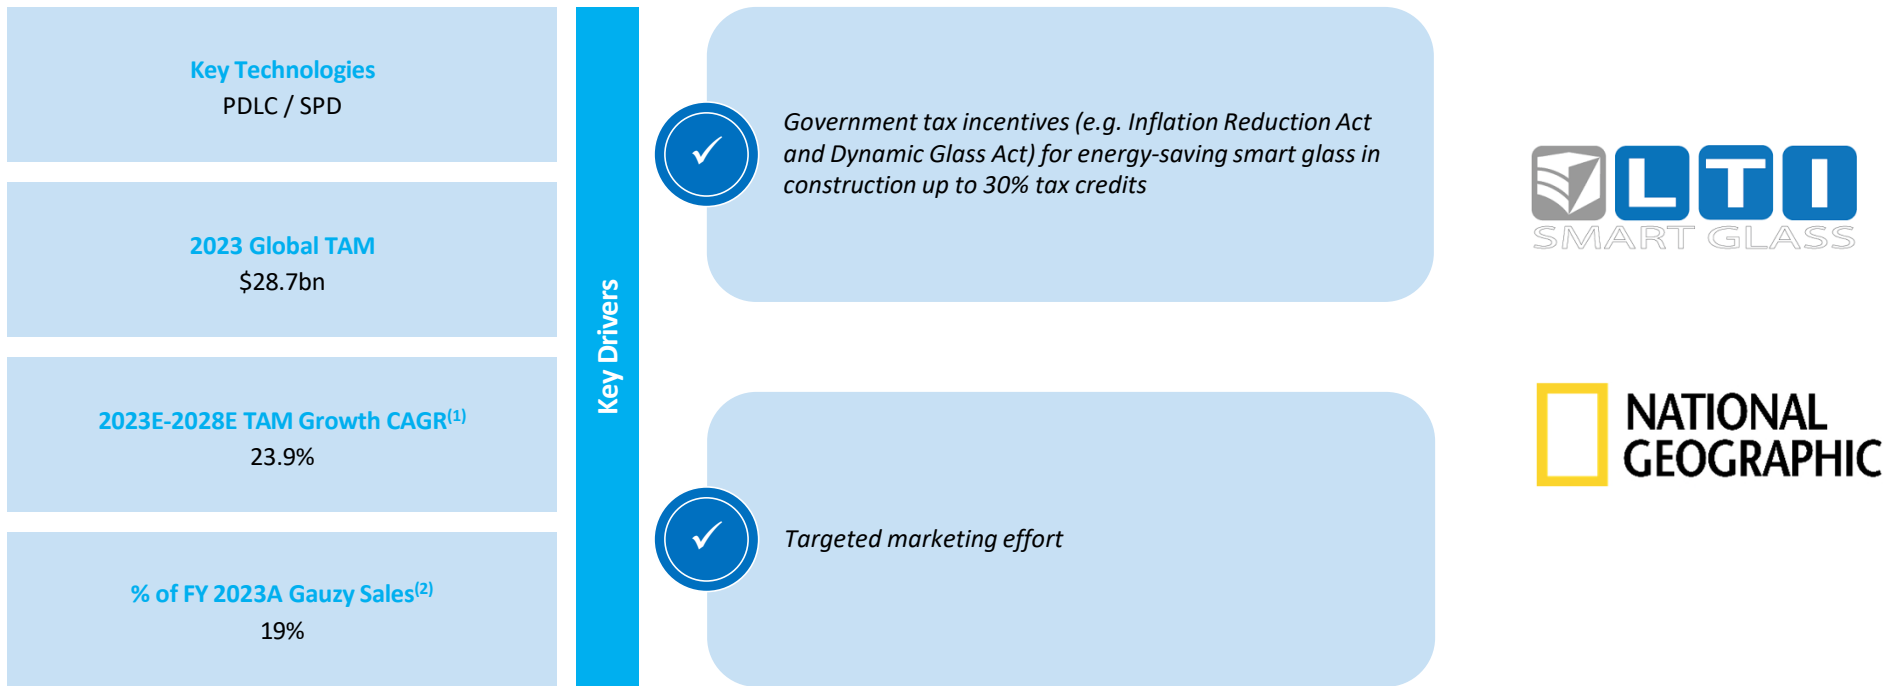 Key Technologies
PDLC / SPD
2023 Global TAM
$28.7bn
2023E-2028E TAM Growth CAGR(1)
23.9%
% of FY 2023A Gauzy Sales(2)
19%
Key Drivers
Government tax incentives (e.g. Inflation Reduction Act
and Dynamic Glass Act) for energy-saving smart glass in
construction up to 30% tax credits
Targeted marketing effort
LTI
SMART GLASS
NATIONAL
GEOGRAPHIC